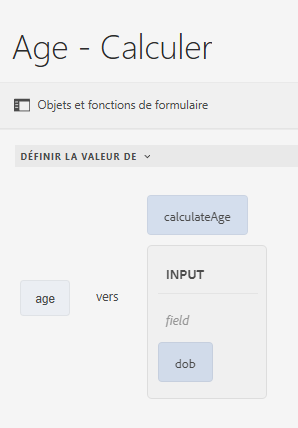 Age - Calculer
Objets et fonctions de formulaire
DÉFINIR LA VALEUR DE
age
vers
calculateAge
INPUT
field
dob